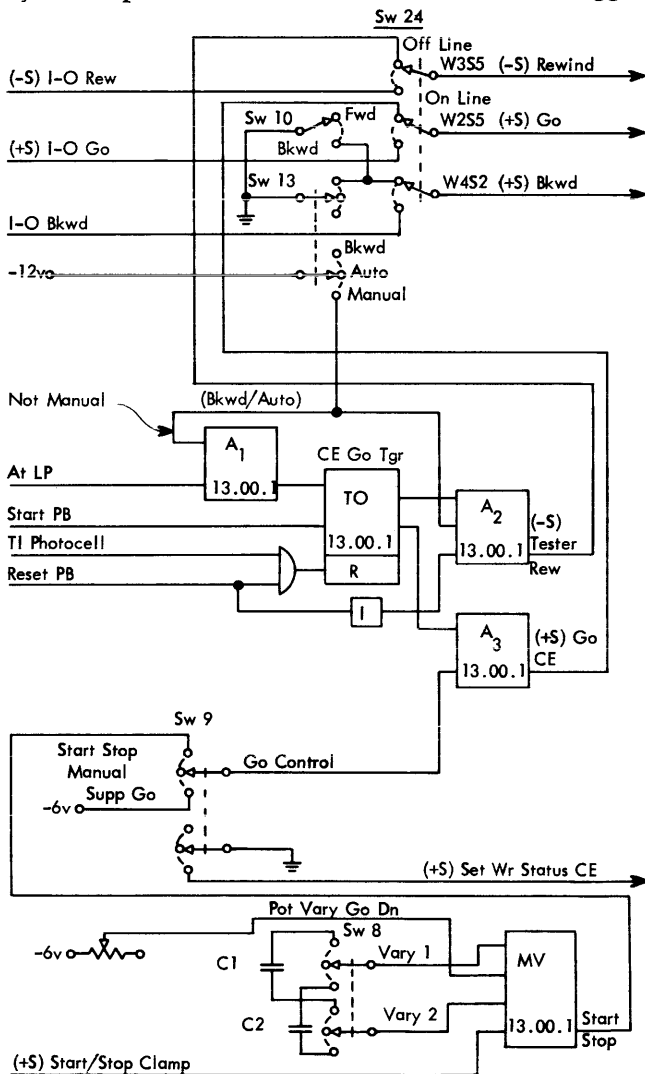 Sw 24
Off Line
(-S) I-O Rew
W3S5 (-S) Rewind
On Line
Sw 10
Fwd
W2S5 (+S) Go
(+S) I-O Go
Bkwd
Sw 13
W4S2 (+S) Bkwd
I-O Bkwd
Bkwd
-12v
Auto
Manual
Not Manual
(Bkwd/Auto)
A1
CE Go Tgr
At LP
13.00.1
TO
A2
Start PB
13.00.1
(-S)
TI Photocell
13.00.1
Tester
Reset PB
R
Rew
I
A3
(+S) Go
CE
13.00.1
Sw 9
Start Stop
Manual
Go Control
Supp Go
-6v
(+S) Set Wr Status CE
Pot Vary Go Dn
Sw 8
-6v
C1
Vary 1
MV
C2
Vary 2
13.00.1
Start
Stop
(+S) Start/Stop Clamp